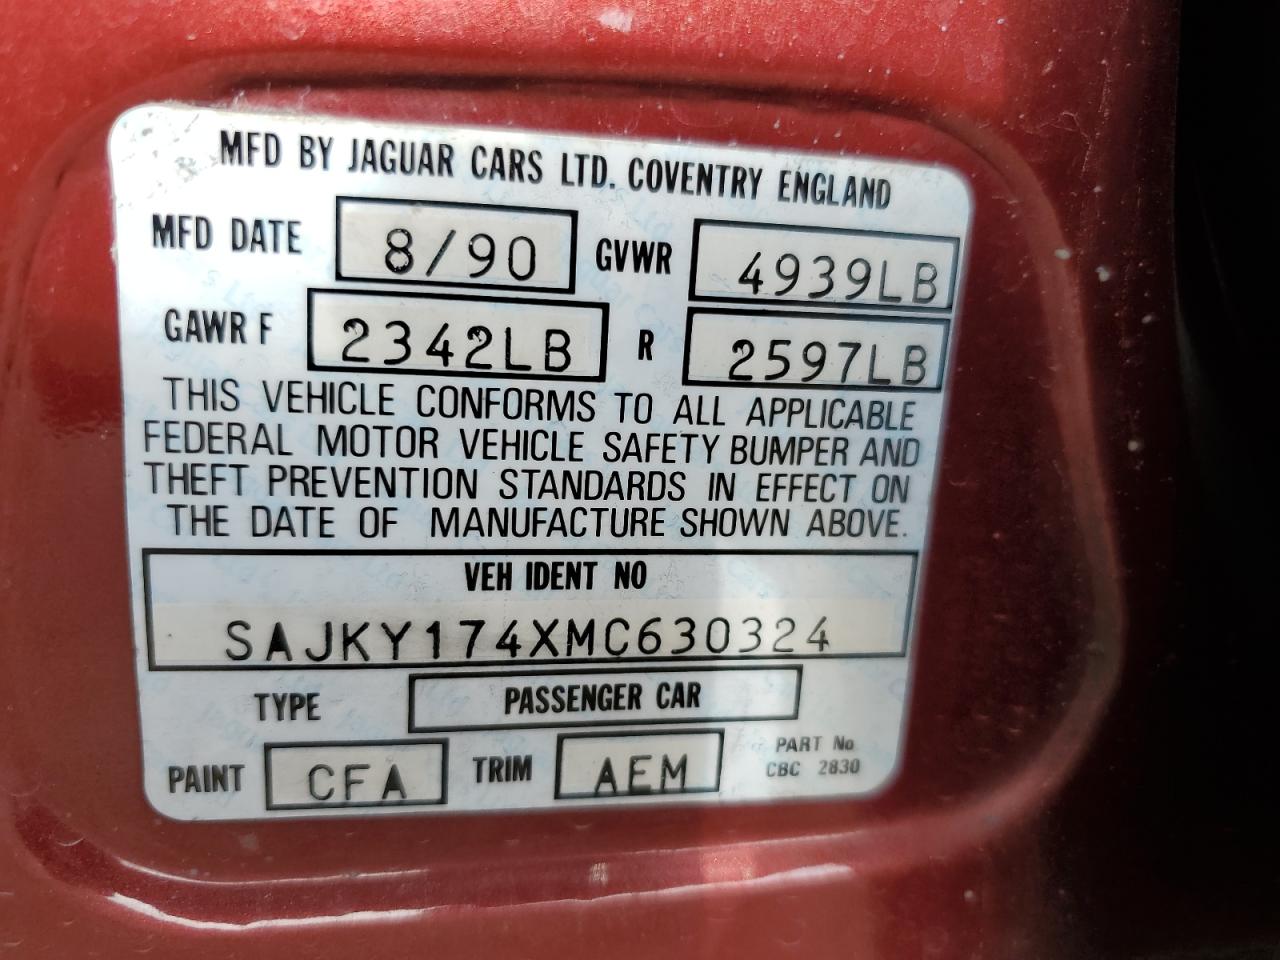 MFD BY JAGUAR CARS LTD. COVENTRY ENGLAND
MFD DATE 8/90 GVWR 4939LB
GAWR F 2342LB R 2597LB
THIS VEHICLE CONFORMS TO ALL APPLICABLE
FEDERAL MOTOR VEHICLE SAFETY BUMPER AND
THEFT PREVENTION STANDARDS IN EFFECT ON
THE DATE OF MANUFACTURE SHOWN ABOVE.
VEH IDENT NO
SAJKY174XMC630324
TYPE PASSENGER CAR
PAINT CFA TRIM AEM PART No
CBC 2830